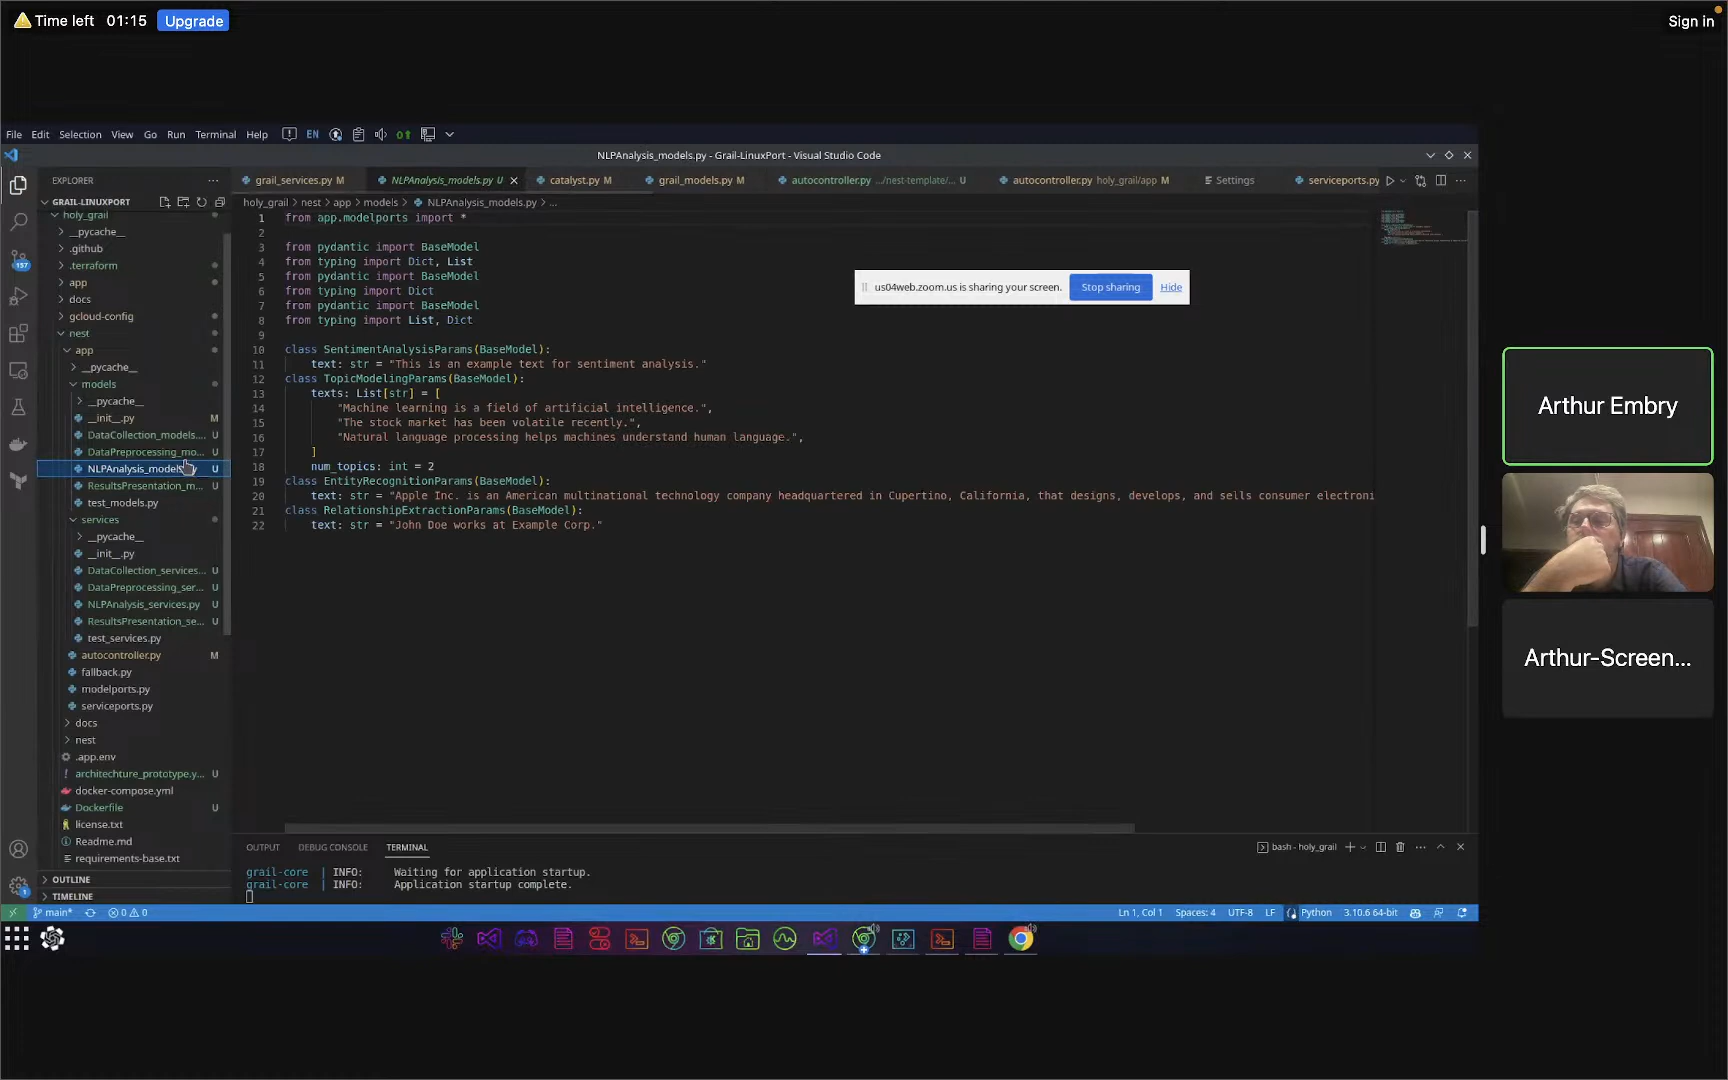 Time left 01:15 Upgrade
Sign in
File Edit Selection View Go Run Terminal Help EN 0↑
NLPAnalysis_models.py - Grail-LinuxPort - Visual Studio Code
EXPLORER
grail_services.py M
NLPAnalysis_models.py U
catalyst.py M
grail_models.py M
autocontroller.py .../nest-template/... U
autocontroller.py holy_grail/app M
Settings
serviceports.py
GRAIL-LINUXPORT
holy_grail > nest > app > models > NLPAnalysis_models.py > ...
holy_grail
__pycache__
.github
.terraform
app
docs
gcloud-config
nest
app
__pycache__
models
__pycache__
__init__.py M
DataCollection_models.... U
DataPreprocessing_mo... U
NLPAnalysis_models.py U
ResultsPresentation_m... U
test_models.py
services
__pycache__
__init__.py
DataCollection_services... U
DataPreprocessing_ser... U
NLPAnalysis_services.py U
ResultsPresentation_se... U
test_services.py
autocontroller.py M
fallback.py
modelports.py
serviceports.py
docs
nest
.app.env
architechture_prototype.y... U
docker-compose.yml
Dockerfile U
license.txt
Readme.md
requirements-base.txt
OUTLINE
TIMELINE
157
1
1 from app.modelports import *
2
3 from pydantic import BaseModel
4 from typing import Dict, List
5 from pydantic import BaseModel
6 from typing import Dict
7 from pydantic import BaseModel
8 from typing import List, Dict
9
10 class SentimentAnalysisParams(BaseModel):
11 text: str = "This is an example text for sentiment analysis."
12 class TopicModelingParams(BaseModel):
13 texts: List[str] = [
14 "Machine learning is a field of artificial intelligence.",
15 "The stock market has been volatile recently.",
16 "Natural language processing helps machines understand human language.",
17 ]
18 num_topics: int = 2
19 class EntityRecognitionParams(BaseModel):
20 text: str = "Apple Inc. is an American multinational technology company headquartered in Cupertino, California, that designs, develops, and sells consumer electroni
21 class RelationshipExtractionParams(BaseModel):
22 text: str = "John Doe works at Example Corp."
us04web.zoom.us is sharing your screen. Stop sharing Hide
Arthur Embry
Arthur-Screen...
OUTPUT DEBUG CONSOLE TERMINAL
bash - holy_grail
grail-core | INFO: Waiting for application startup.
grail-core | INFO: Application startup complete.
main* 0 0
Ln 1, Col 1 Spaces: 4 UTF-8 LF Python 3.10.6 64-bit